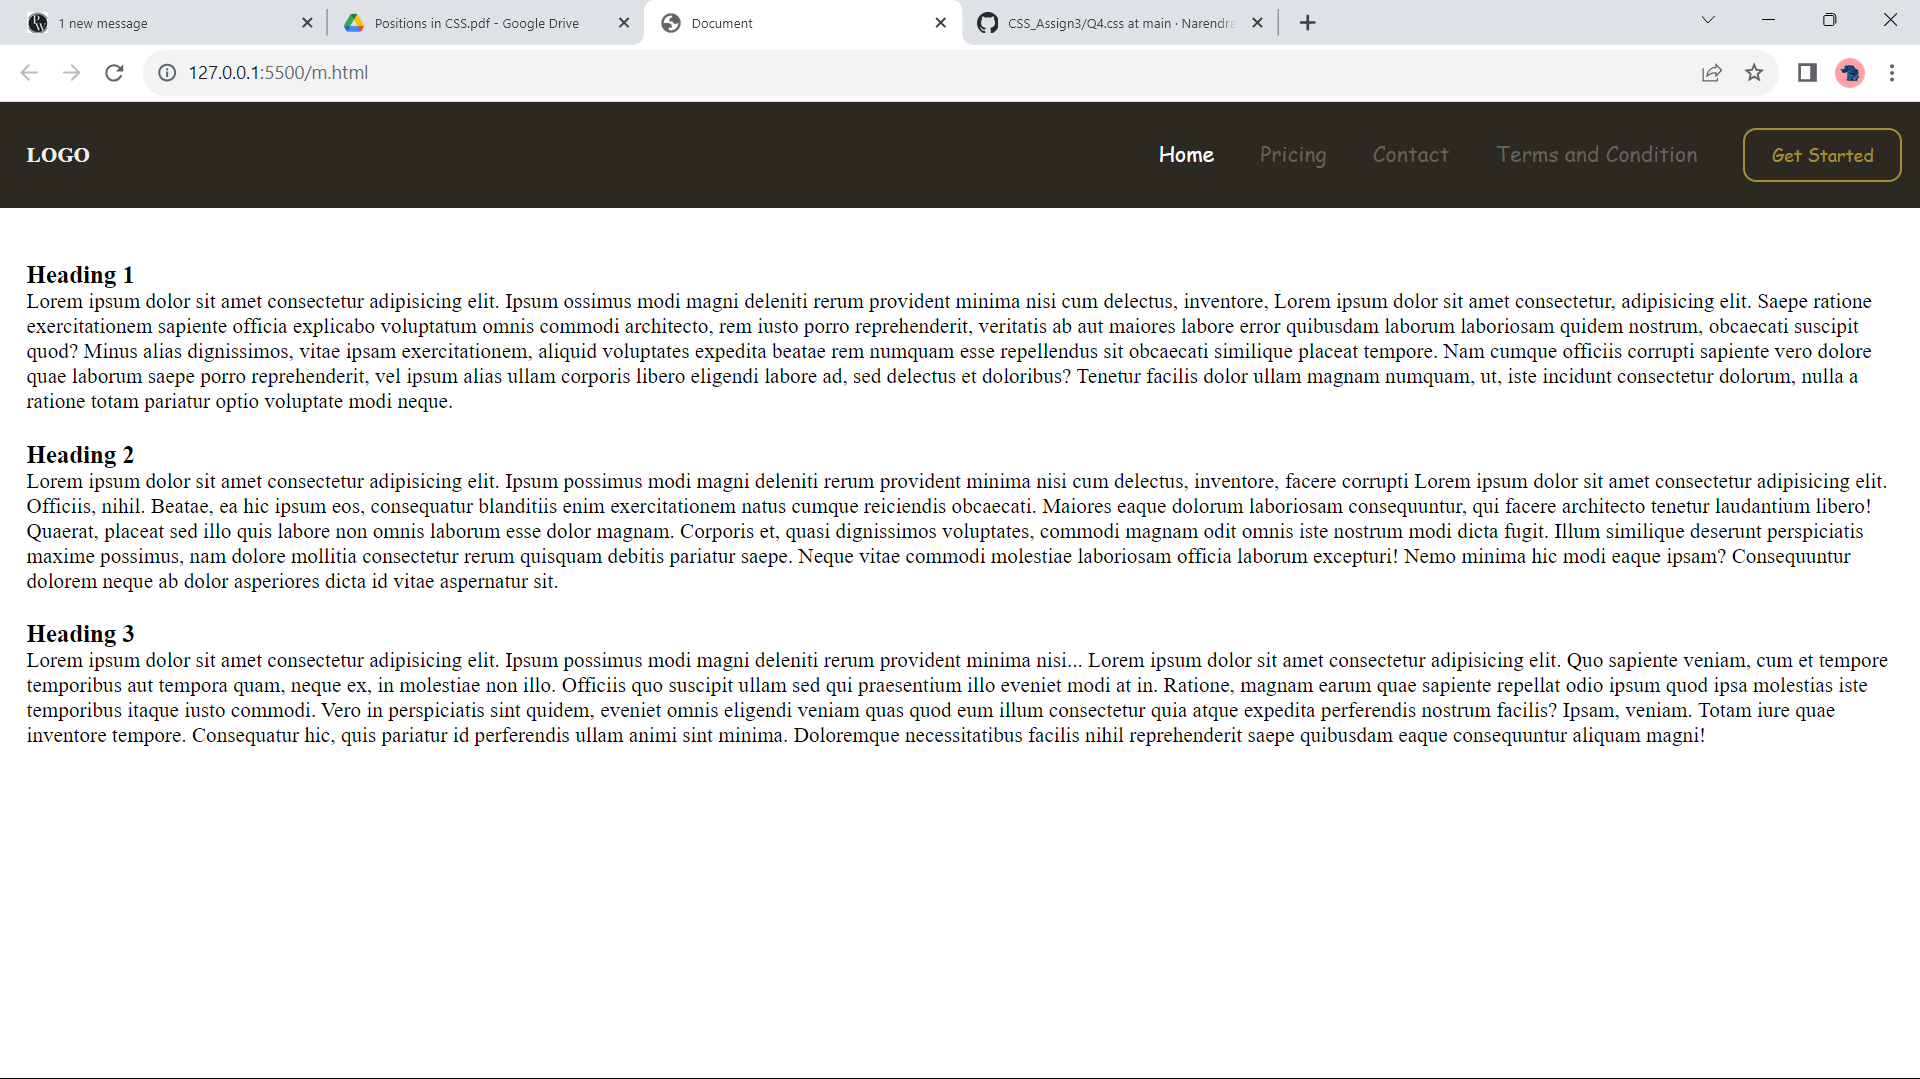 1 new message
Positions in CSS.pdf - Google Drive
Document
CSS_Assign3/Q4.css at main · Narendra
127.0.0.1:5500/m.html
LOGO
Home
Pricing
Contact
Terms and Condition
Get Started
Heading 1
Lorem ipsum dolor sit amet consectetur adipisicing elit. Ipsum ossimus modi magni deleniti rerum provident minima nisi cum delectus, inventore, Lorem ipsum dolor sit amet consectetur, adipisicing elit. Saepe ratione
exercitationem sapiente officia explicabo voluptatum omnis commodi architecto, rem iusto porro reprehenderit, veritatis ab aut maiores labore error quibusdam laborum laboriosam quidem nostrum, obcaecati suscipit
quod? Minus alias dignissimos, vitae ipsam exercitationem, aliquid voluptates expedita beatae rem numquam esse repellendus sit obcaecati similique placeat tempore. Nam cumque officiis corrupti sapiente vero dolore
quae laborum saepe porro reprehenderit, vel ipsum alias ullam corporis libero eligendi labore ad, sed delectus et doloribus? Tenetur facilis dolor ullam magnam numquam, ut, iste incidunt consectetur dolorum, nulla a
ratione totam pariatur optio voluptate modi neque.
Heading 2
Lorem ipsum dolor sit amet consectetur adipisicing elit. Ipsum possimus modi magni deleniti rerum provident minima nisi cum delectus, inventore, facere corrupti Lorem ipsum dolor sit amet consectetur adipisicing elit.
Officiis, nihil. Beatae, ea hic ipsum eos, consequatur blanditiis enim exercitationem natus cumque reiciendis obcaecati. Maiores eaque dolorum laboriosam consequuntur, qui facere architecto tenetur laudantium libero!
Quaerat, placeat sed illo quis labore non omnis laborum esse dolor magnam. Corporis et, quasi dignissimos voluptates, commodi magnam odit omnis iste nostrum modi dicta fugit. Illum similique deserunt perspiciatis
maxime possimus, nam dolore mollitia consectetur rerum quisquam debitis pariatur saepe. Neque vitae commodi molestiae laboriosam officia laborum excepturi! Nemo minima hic modi eaque ipsam? Consequuntur
dolorem neque ab dolor asperiores dicta id vitae aspernatur sit.
Heading 3
Lorem ipsum dolor sit amet consectetur adipisicing elit. Ipsum possimus modi magni deleniti rerum provident minima nisi... Lorem ipsum dolor sit amet consectetur adipisicing elit. Quo sapiente veniam, cum et tempore
temporibus aut tempora quam, neque ex, in molestiae non illo. Officiis quo suscipit ullam sed qui praesentium illo eveniet modi at in. Ratione, magnam earum quae sapiente repellat odio ipsum quod ipsa molestias iste
temporibus itaque iusto commodi. Vero in perspiciatis sint quidem, eveniet omnis eligendi veniam quas quod eum illum consectetur quia atque expedita perferendis nostrum facilis? Ipsam, veniam. Totam iure quae
inventore tempore. Consequatur hic, quis pariatur id perferendis ullam animi sint minima. Doloremque necessitatibus facilis nihil reprehenderit saepe quibusdam eaque consequuntur aliquam magni!